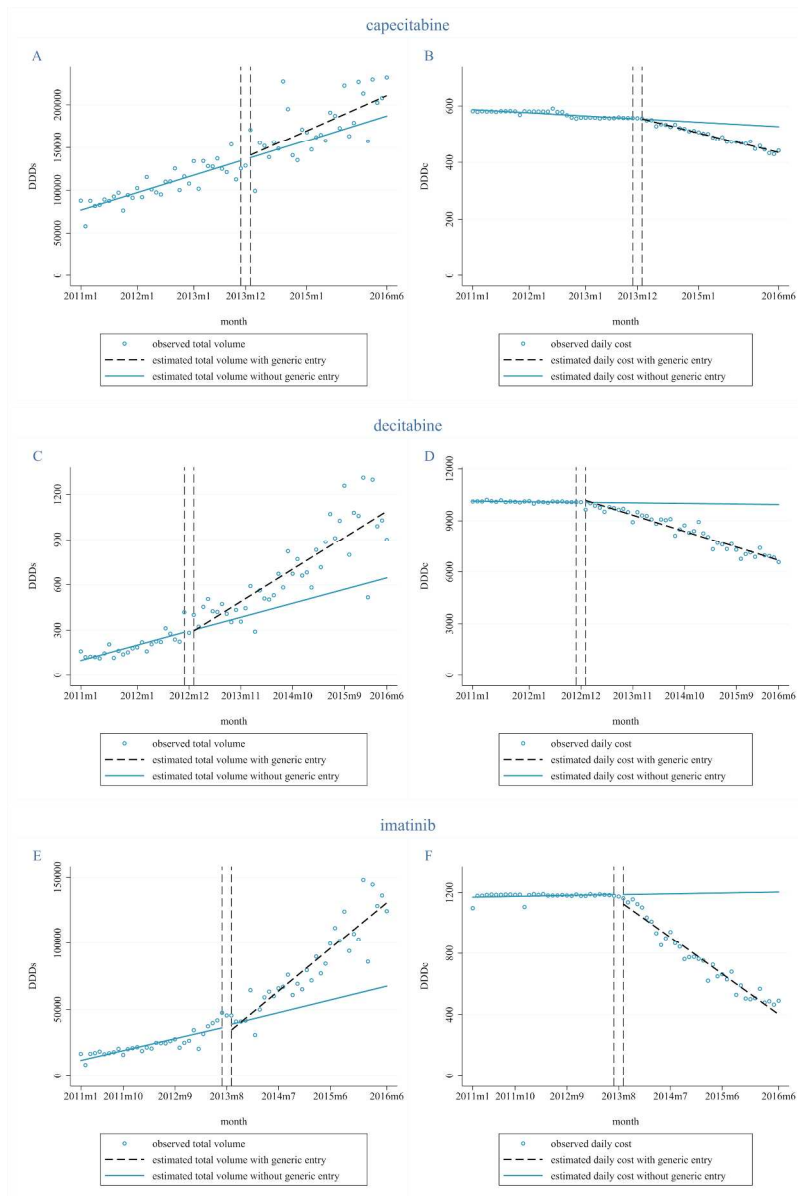 capecitabine
A
B
DDDs
0
50000
100000
150000
200000
2011m1
2012m1
2013m1
2013m12
2015m1
2016m6
month
observed total volume
estimated total volume with generic entry
estimated total volume without generic entry
DDDc
0
200
400
600
2011m1
2012m1
2013m1
2013m12
2015m1
2016m6
month
observed daily cost
estimated daily cost with generic entry
estimated daily cost without generic entry
decitabine
C
D
DDDs
0
300
600
900
1200
2011m1
2012m1
2012m12
2013m11
2014m10
2015m9
2016m6
month
observed total volume
estimated total volume with generic entry
estimated total volume without generic entry
DDDc
0
3000
6000
9000
12000
2011m1
2012m1
2012m12
2013m11
2014m10
2015m9
2016m6
month
observed daily cost
estimated daily cost with generic entry
estimated daily cost without generic entry
imatinib
E
F
DDDs
0
50000
100000
150000
2011m1
2011m10
2012m9
2013m8
2014m7
2015m6
2016m6
month
observed total volume
estimated total volume with generic entry
estimated total volume without generic entry
DDDc
0
400
800
1200
2011m1
2011m10
2012m9
2013m8
2014m7
2015m6
2016m6
month
observed daily cost
estimated daily cost with generic entry
estimated daily cost without generic entry